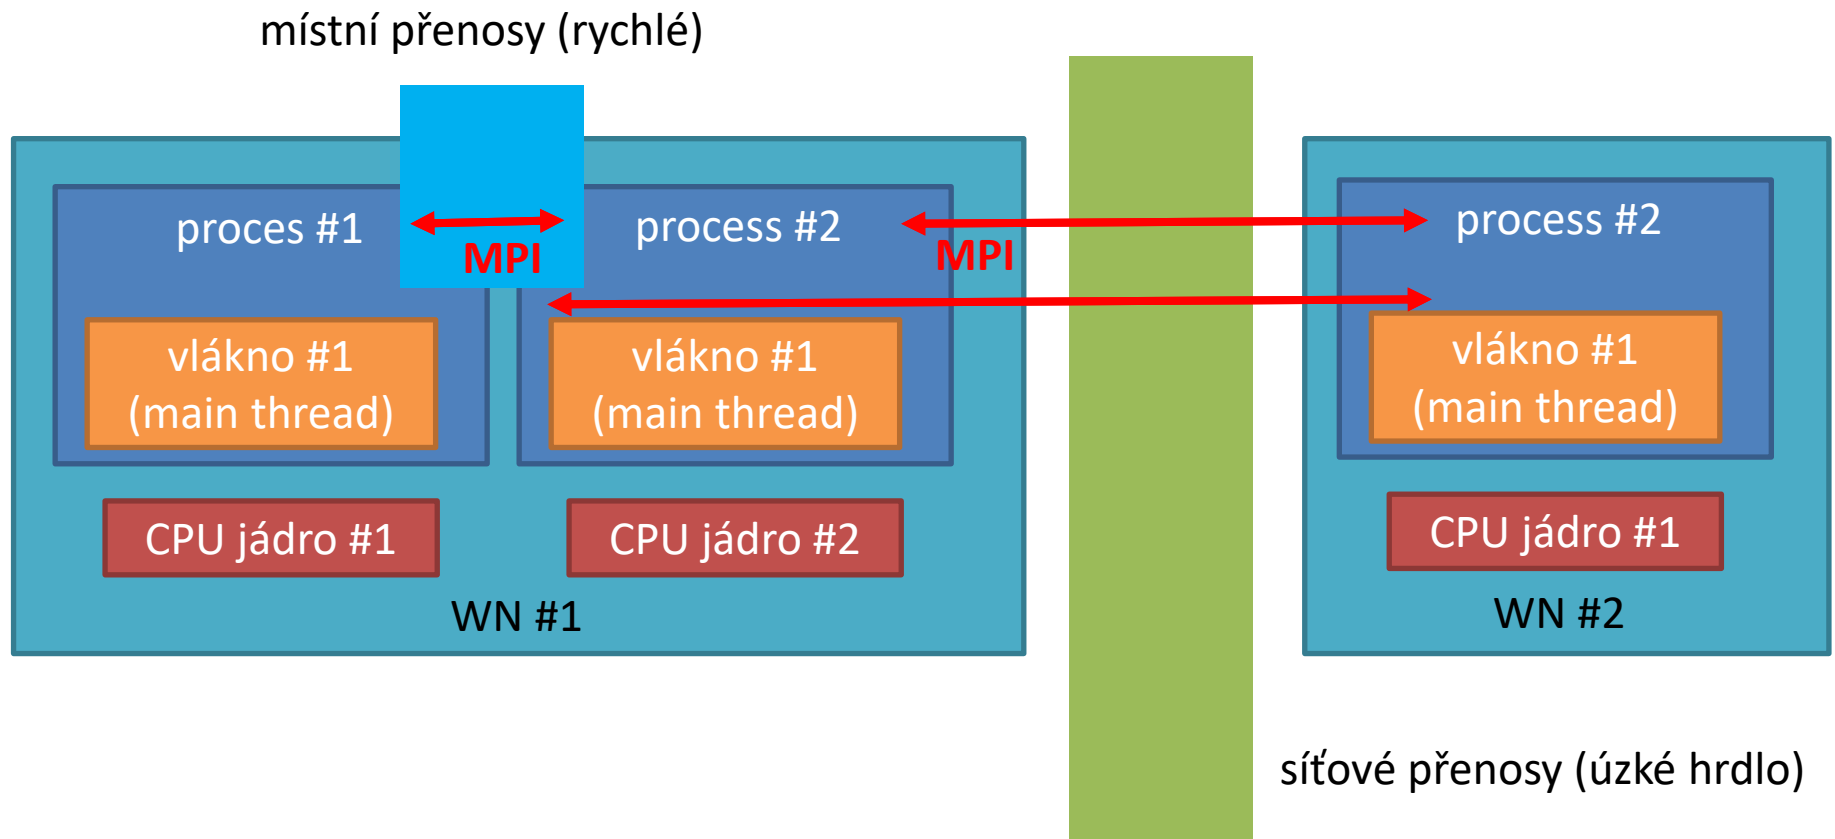 místní přenosy (rychlé)
proces #1
process #2
process #2
MPI
MPI
vlákno #1
(main thread)
vlákno #1
(main thread)
vlákno #1
(main thread)
CPU jádro #1
CPU jádro #2
CPU jádro #1
WN #1
WN #2
síťové přenosy (úzké hrdlo)